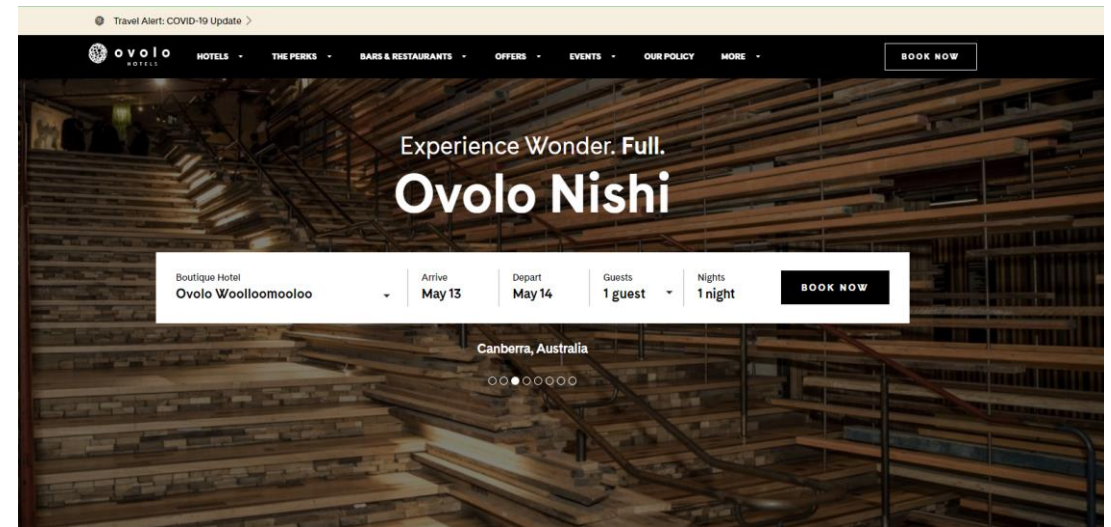 Travel Alert: COVID-19 Update >
ovolo
HOTELS
HOTELS
THE PERKS
BARS & RESTAURANTS
OFFERS
EVENTS
OUR POLICY
MORE
BOOK NOW
Experience Wonder. Full.
Ovolo Nishi
Boutique Hotel
Ovolo Woolloomooloo
Arrive
May 13
Depart
May 14
Guests
1 guest
Nights
1 night
BOOK NOW
Canberra, Australia